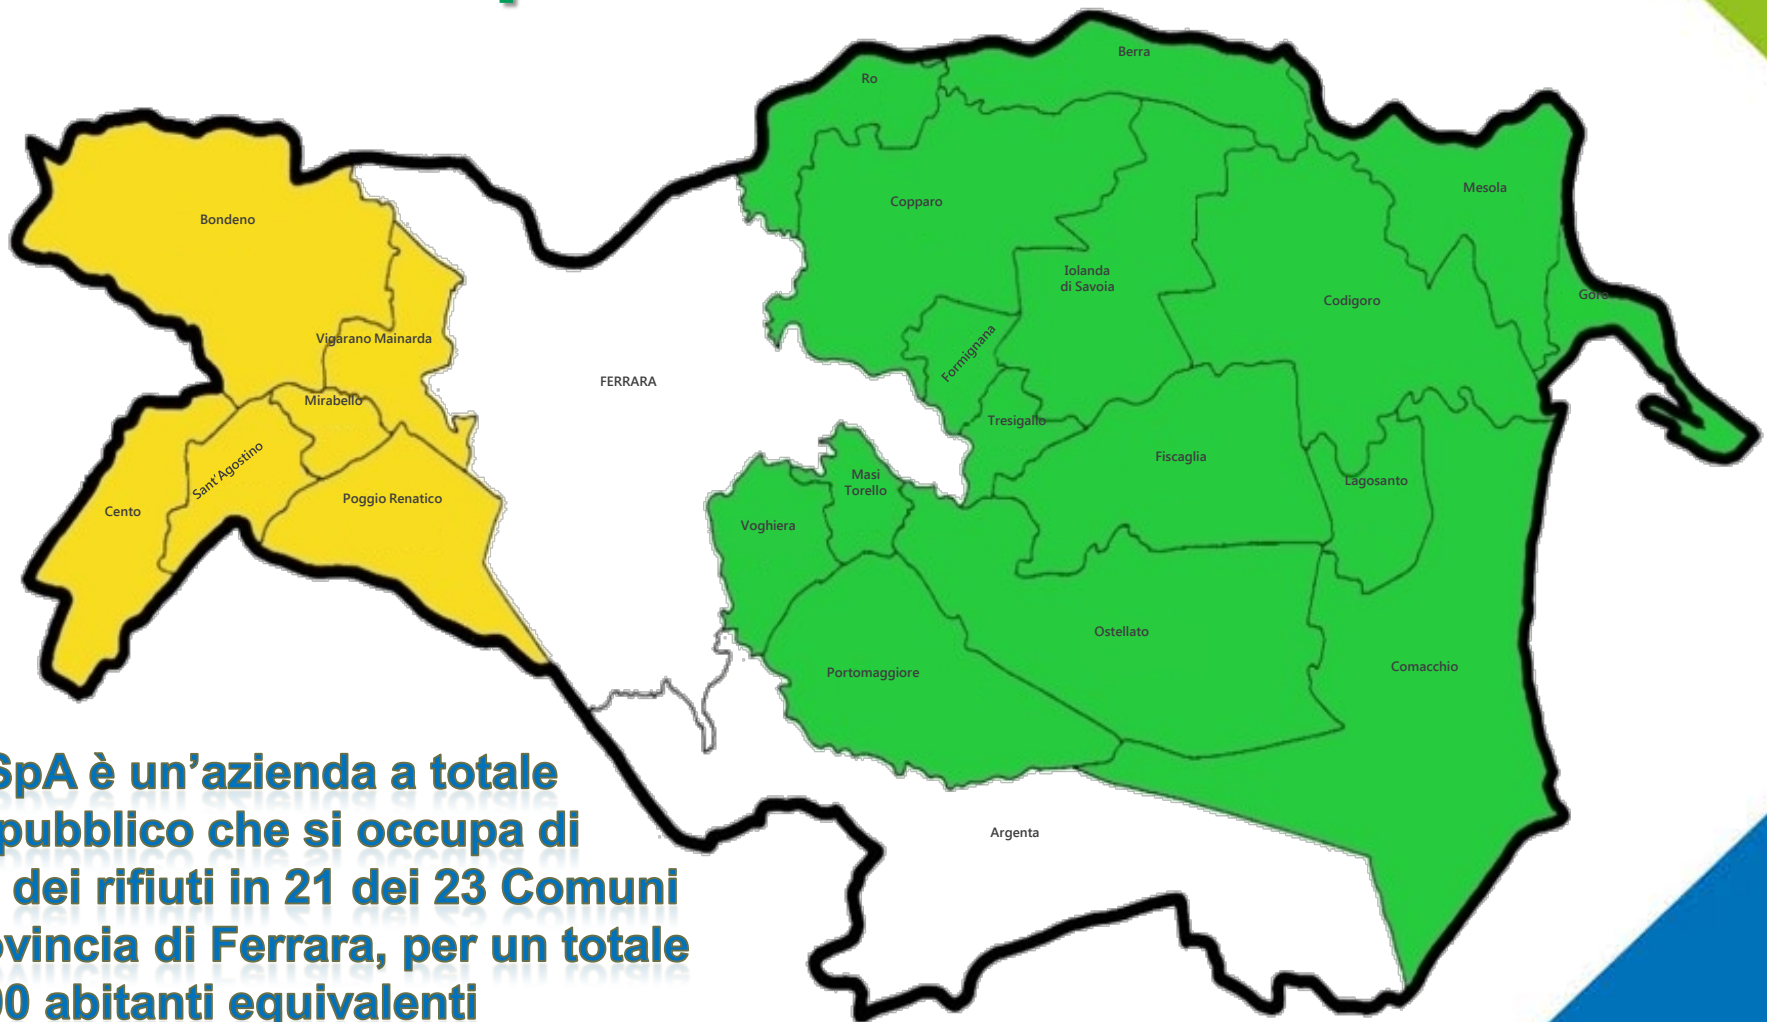 Berra
Ro
Mesola
Copparo
Bondeno
Iolanda
di Savoia
Goro
Codigoro
Vigarano Mainarda
Formignana
FERRARA
Mirabello
Tresigallo
Fiscaglia
Sant'Agostino
Masi
Torello
Lagosanto
Poggio Renatico
Cento
Voghiera
Ostellato
Comacchio
Portomaggiore
Argenta
SpA è un'azienda a totale
pubblico che si occupa di
dei rifiuti in 21 dei 23 Comuni
ovincia di Ferrara, per un totale
00 abitanti equivalenti